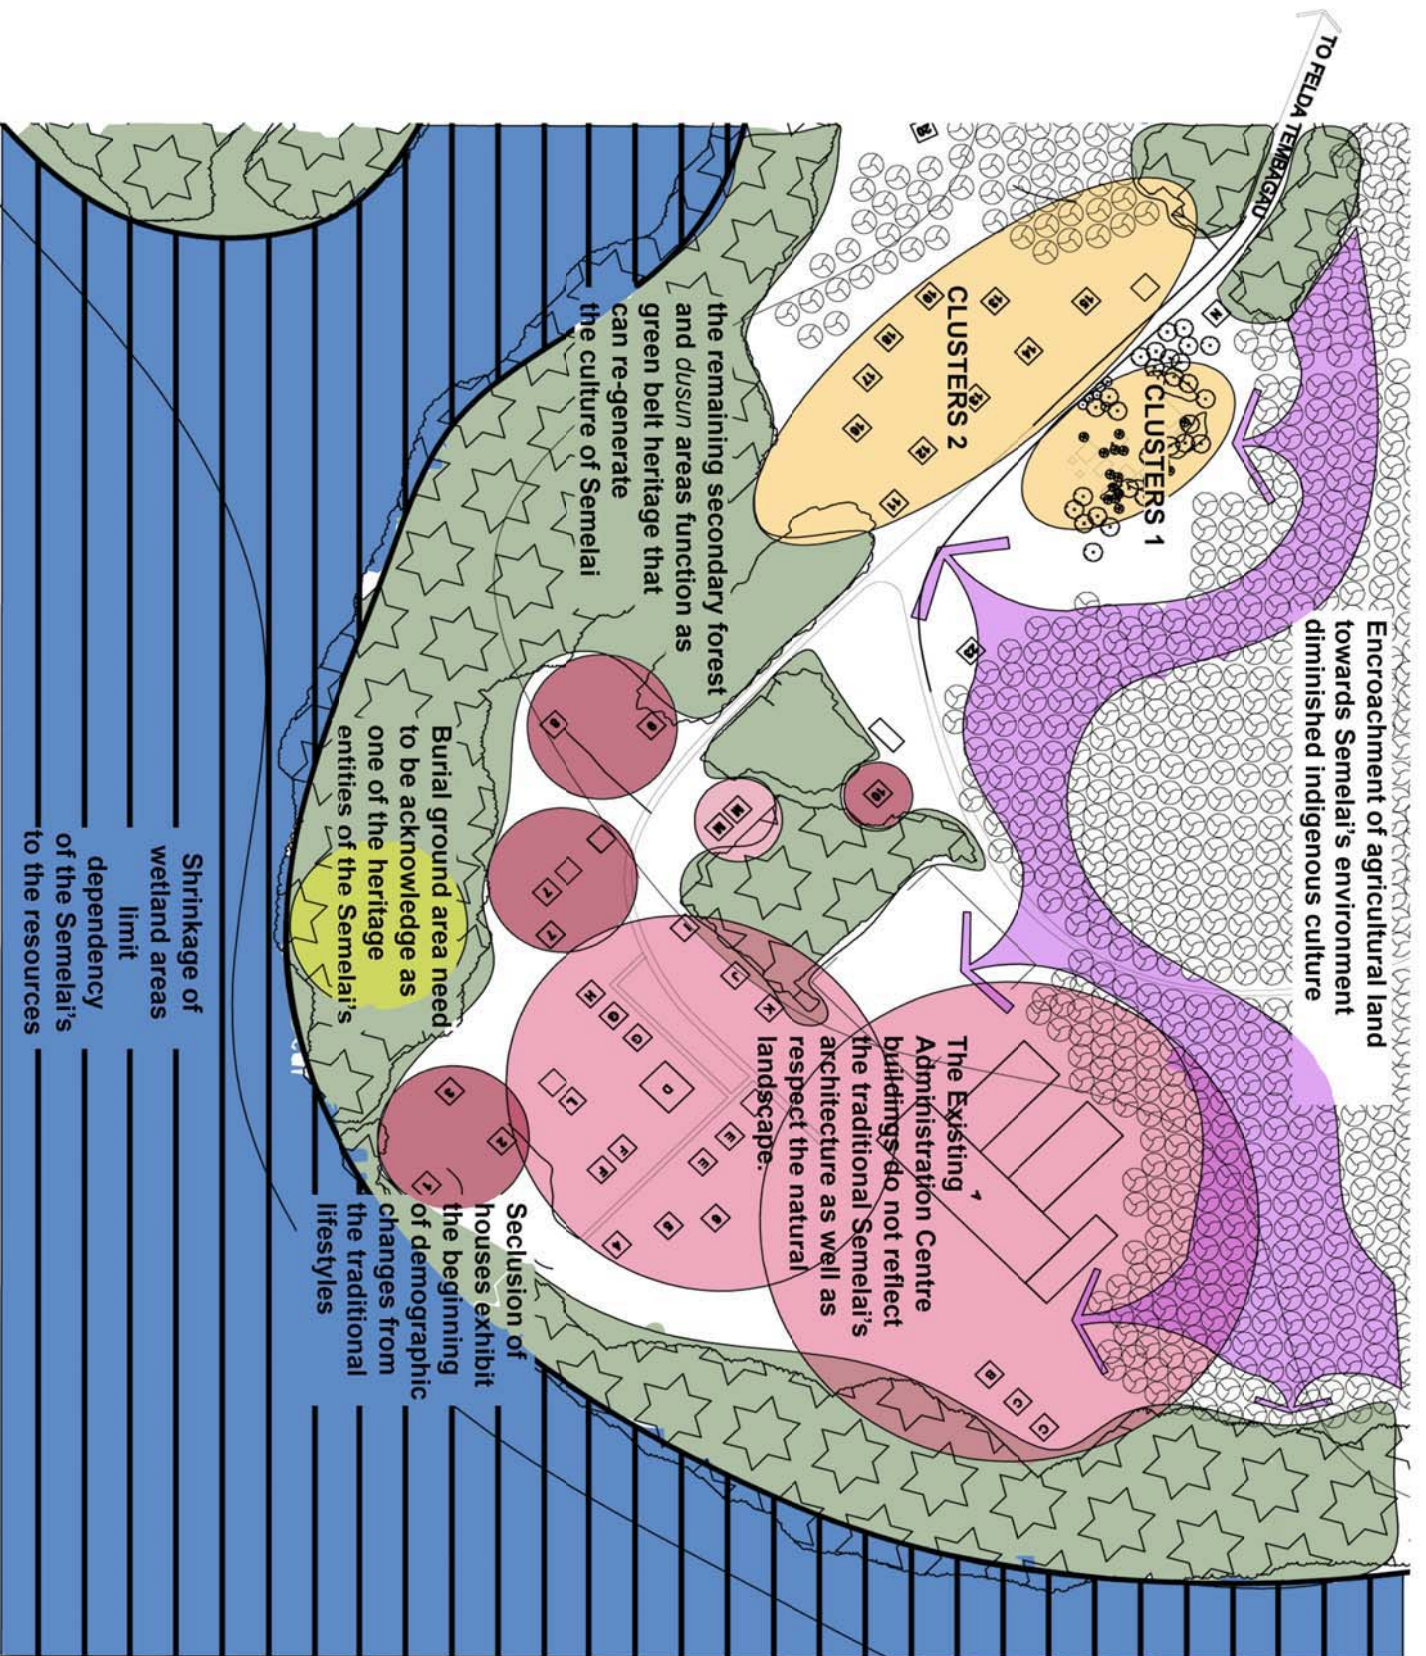 TO FELDA TEMBAGAU
Encroachment of agricultural land
towards Semelai's environment
diminished indigenous culture
CLUSTERS 1
CLUSTERS 2
the remaining secondary forest
and dusun areas function as
green belt heritage that
can re-generate
the culture of Semelai
The Existing
Administration Centre
buildings do not reflect
the traditional Semelai's
architecture as well as
respect the natural
landscape.
Burial ground area need
to be acknowledge as
one of the heritage
entities of the Semelai's
Seclusion of
houses exhibit
the beginning
of demographic
changes from
the traditional
lifestyles
Shrinkage of
wetland areas
limit
dependency
of the Semelai's
to the resources